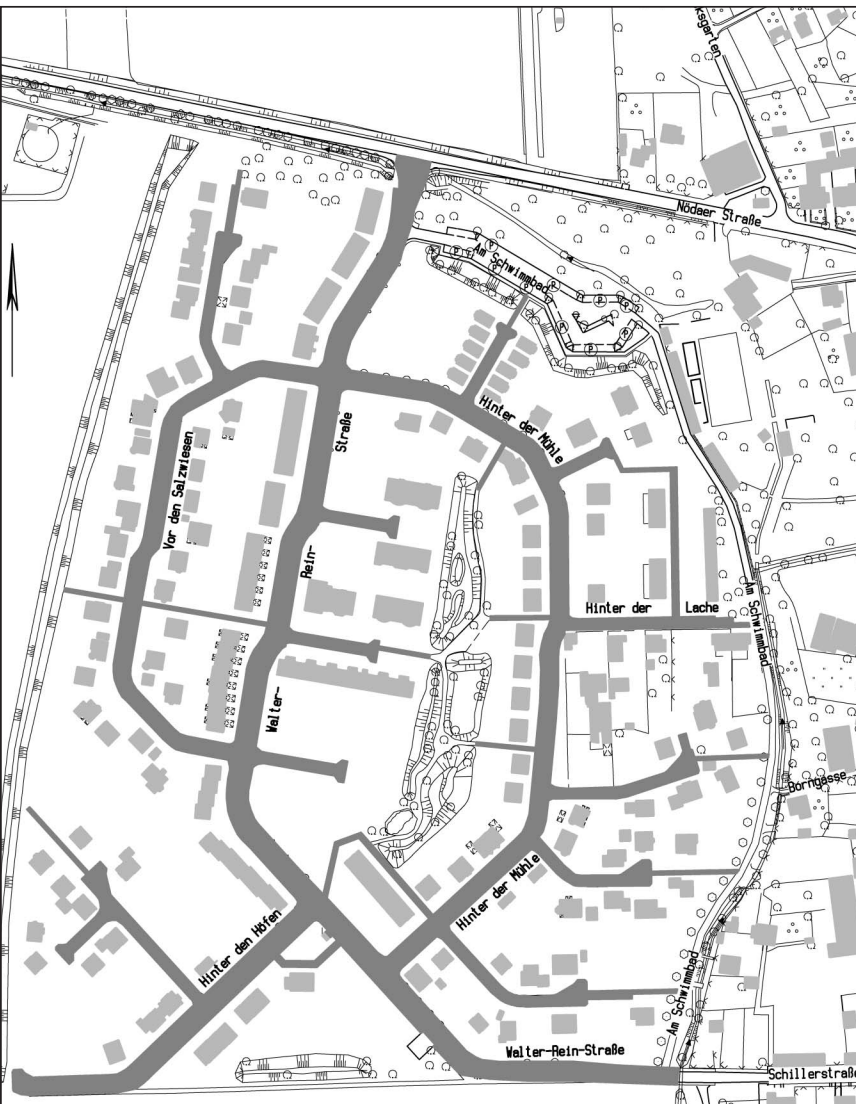 ksgarten
Nödaer Straße
Am Schwimmbad
Hinter der Mühle
Straße
Vor den Salzwiesen
Rein-
Hinter der Lache
Am Schwimmbad
Walter-
Borngasse
Hinter der Mühle
Hinter den Höfen
Am Schwimmbad
Walter-Rein-Straße
Schillerstraße
P
P
P
P
P
P
P
P